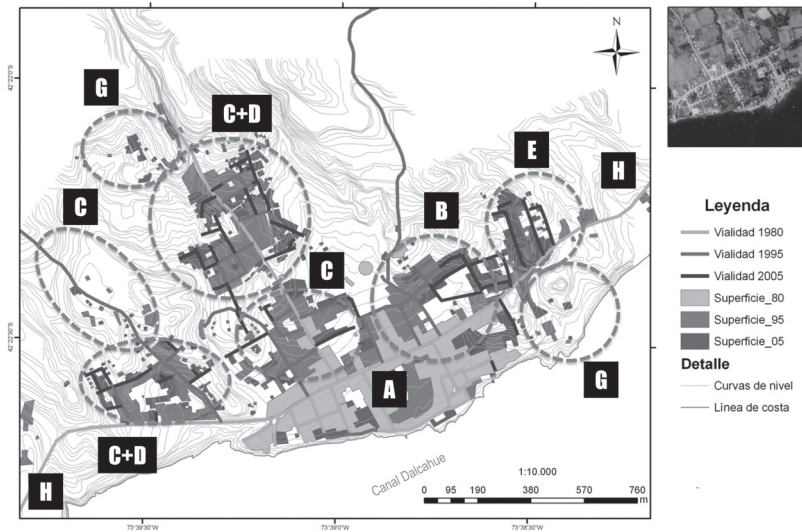 N
42°22'0"S
G
C+D
C
B
E
H
C
A
G
C+D
H
42°22'30"S
Canal Dalcahue
1:10.000
0 95 190 380 570 760
m
73°39'30"W
73°39'0"W
73°38'30"W
Leyenda
Vialidad 1980
Vialidad 1995
Vialidad 2005
Superficie_80
Superficie_95
Superficie_05
Detalle
Curvas de nivel
Línea de costa